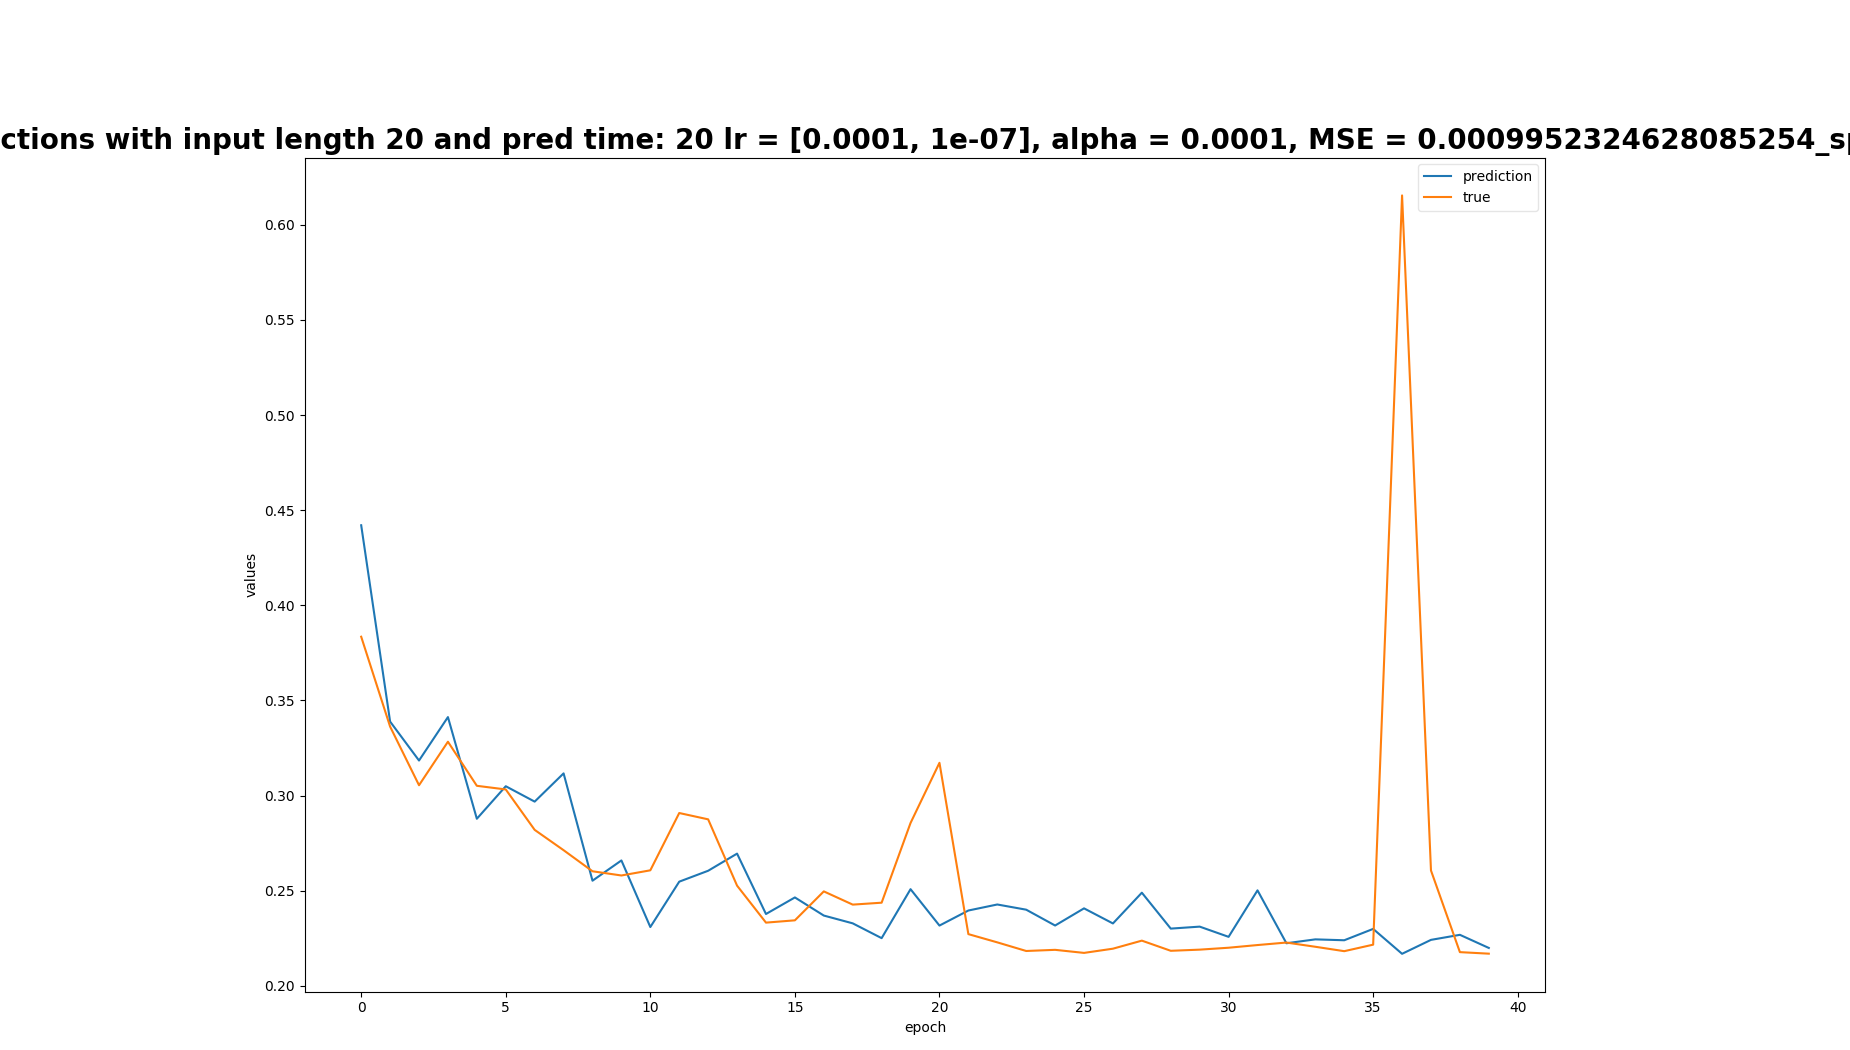 ctions with input length 20 and pred time: 20 lr = [0.0001, 1e-07], alpha = 0.0001, MSE = 0.0009952324628085254_sp
prediction
true
0.60
0.55
0.50
0.45
0.40
0.35
0.30
0.25
0.20
values
0 5 10 15 20 25 30 35 40
epoch